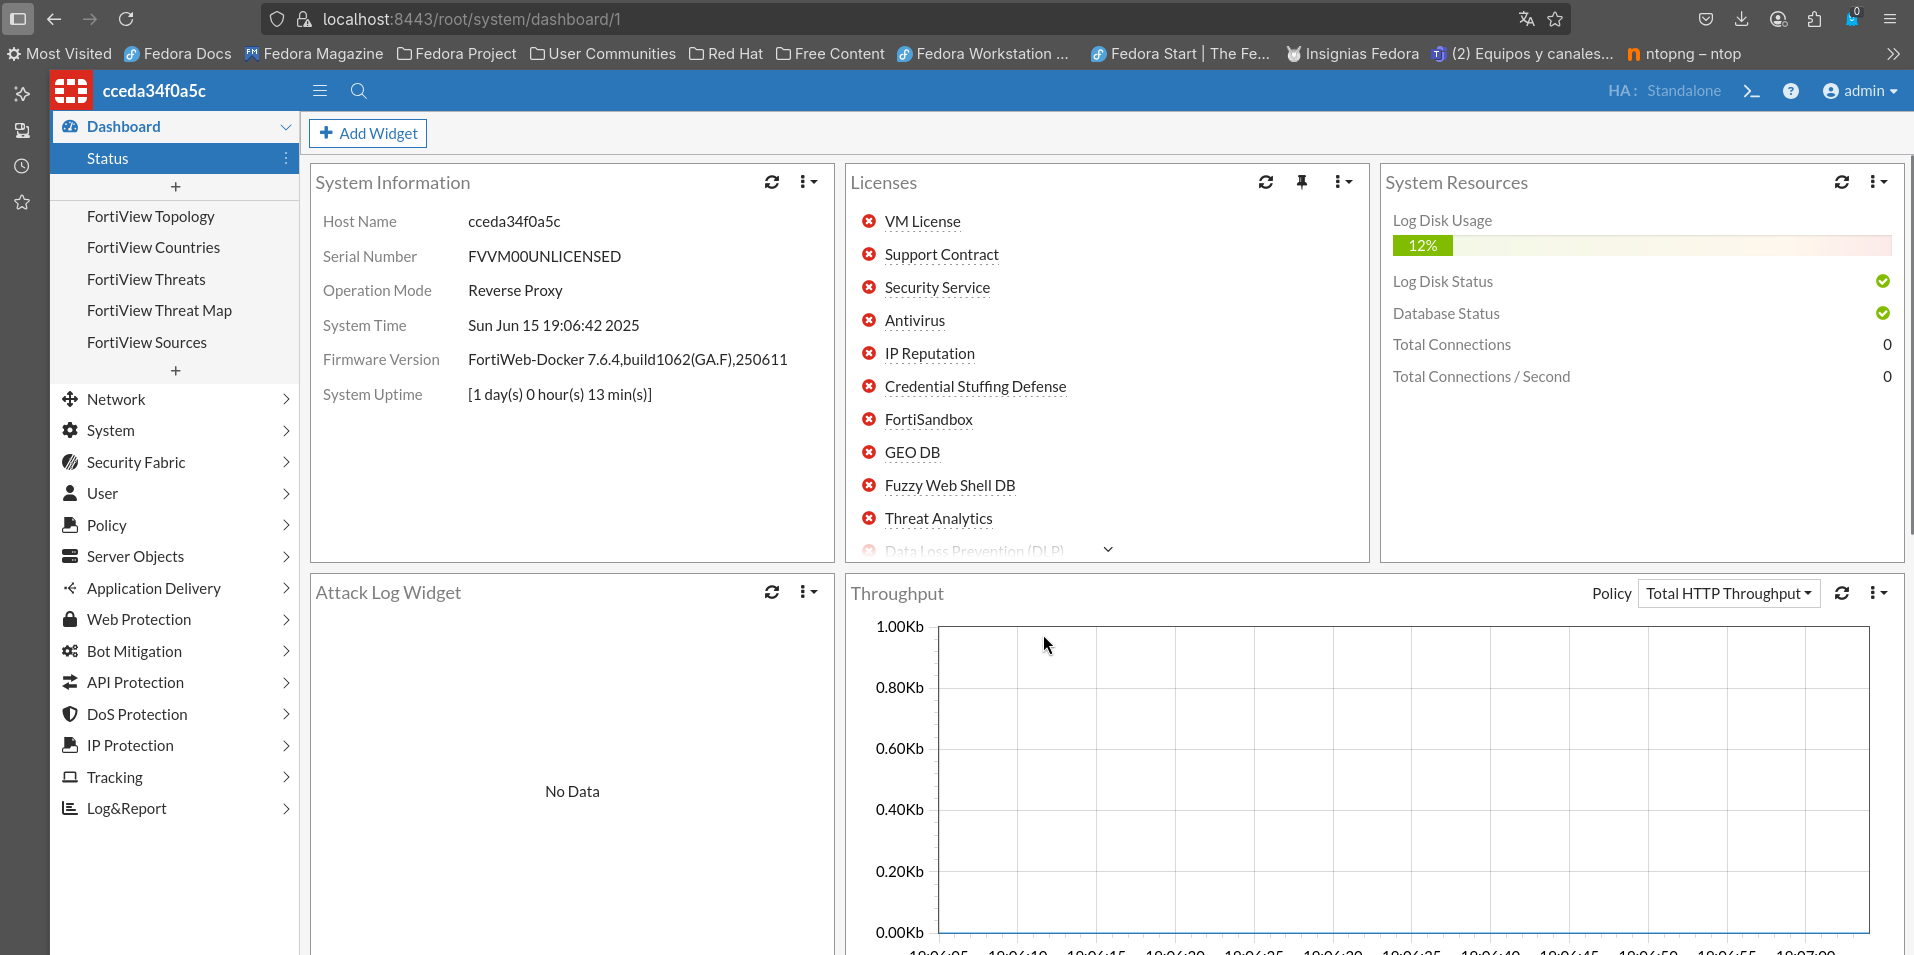 localhost:8443/root/system/dashboard/1
0
Most Visited Fedora Docs Fedora Magazine Fedora Project User Communities Red Hat Free Content Fedora Workstation ... Fedora Start | The Fe... Insignias Fedora (2) Equipos y canales... ntopng – ntop
cceda34f0a5c HA : Standalone admin
Dashboard
Status
+
FortiView Topology
FortiView Countries
FortiView Threats
FortiView Threat Map
FortiView Sources
+
Network
System
Security Fabric
User
Policy
Server Objects
Application Delivery
Web Protection
Bot Mitigation
API Protection
DoS Protection
IP Protection
Tracking
Log&Report
+ Add Widget
System Information
Host Name cceda34f0a5c
Serial Number FVVM00UNLICENSED
Operation Mode Reverse Proxy
System Time Sun Jun 15 19:06:42 2025
Firmware Version FortiWeb-Docker 7.6.4,build1062(GA.F),250611
System Uptime [1 day(s) 0 hour(s) 13 min(s)]
Licenses
VM License
Support Contract
Security Service
Antivirus
IP Reputation
Credential Stuffing Defense
FortiSandbox
GEO DB
Fuzzy Web Shell DB
Threat Analytics
Data Loss Prevention (DLP)
System Resources
Log Disk Usage
12%
Log Disk Status
Database Status
Total Connections 0
Total Connections / Second 0
Attack Log Widget
No Data
Throughput Policy Total HTTP Throughput
1.00Kb
0.80Kb
0.60Kb
0.40Kb
0.20Kb
0.00Kb